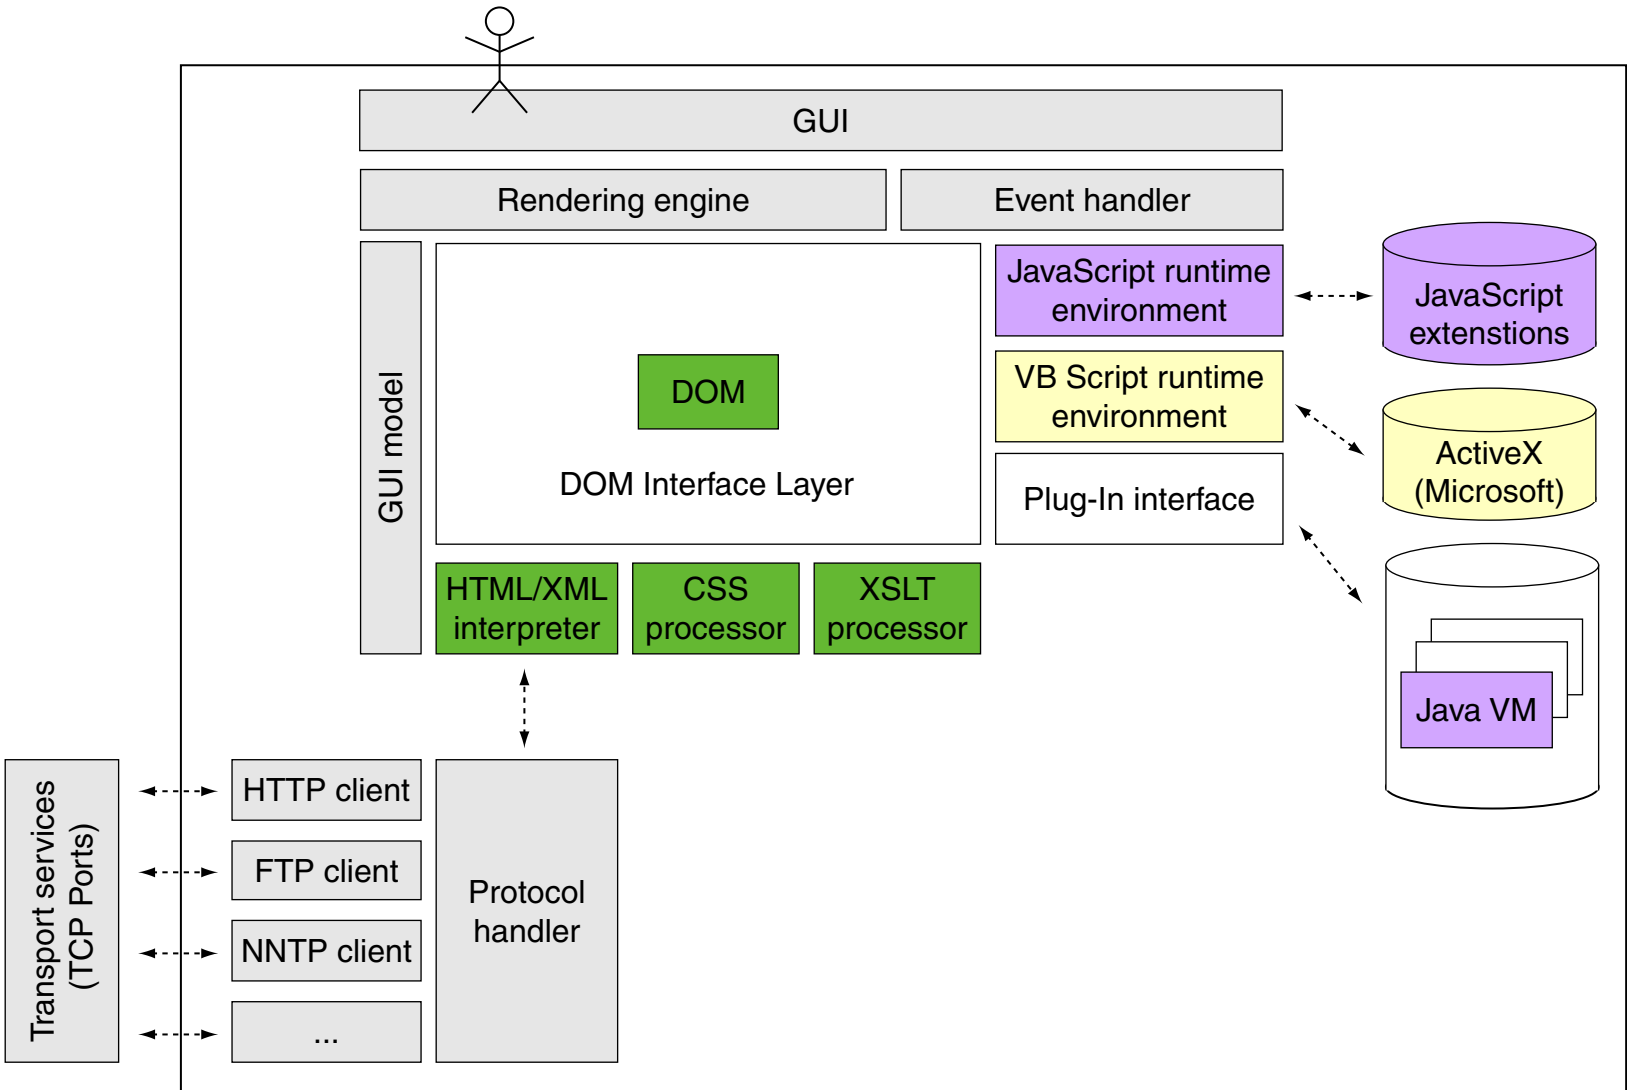 GUI
Rendering engine
Event handler
GUI model
DOM
DOM Interface Layer
JavaScript runtime
environment
JavaScript
extenstions
VB Script runtime
environment
ActiveX
(Microsoft)
Plug-In interface
Java VM
HTML/XML
interpreter
CSS
processor
XSLT
processor
Transport services
(TCP Ports)
HTTP client
FTP client
NNTP client
...
Protocol
handler